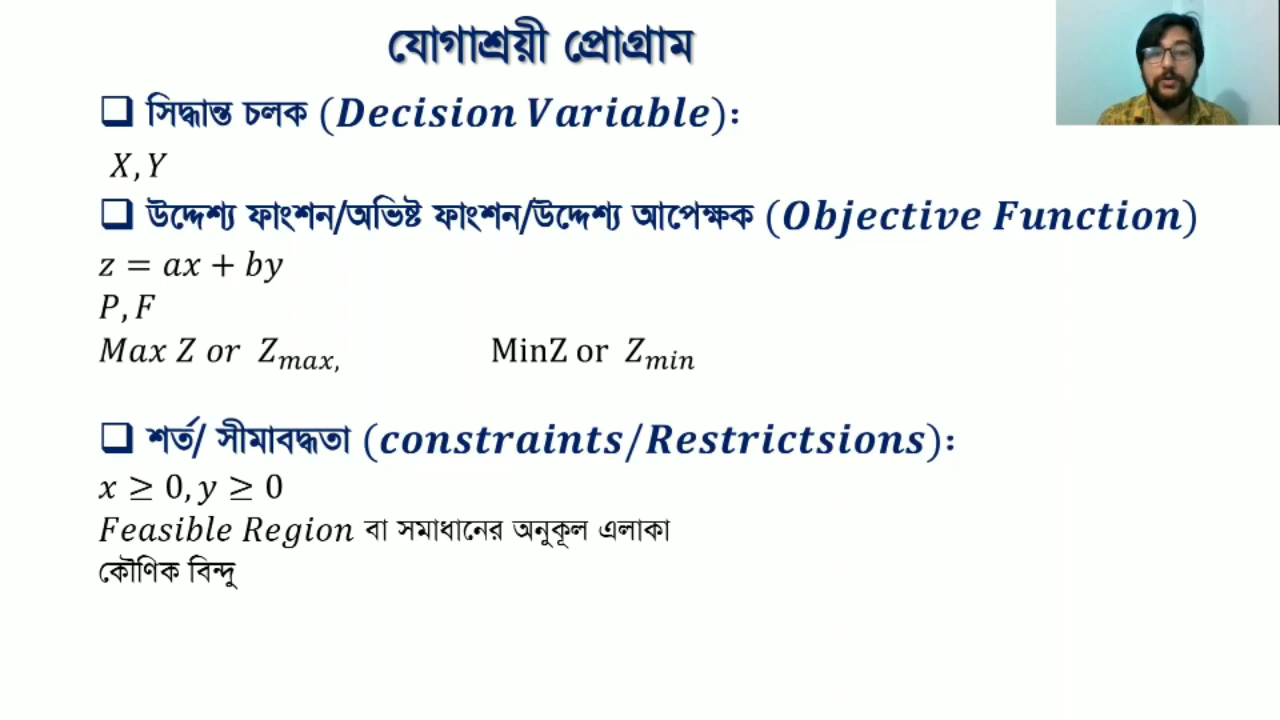 যোগাশ্রয়ী প্রোগ্রাম
❑ সিদ্ধান্ত চলক (Decision Variable):
X, Y
❑ উদ্দেশ্য ফাংশন/অভিষ্ট ফাংশন/উদ্দেশ্য আপেক্ষক (Objective Function)
z = ax + by
P, F
Max Z or Z_max, MinZ or Z_min
❑ শর্ত/ সীমাবদ্ধতা (constraints/Restrictsions):
x ≥ 0, y ≥ 0
Feasible Region বা সমাধানের অনুকূল এলাকা
কৌণিক বিন্দু